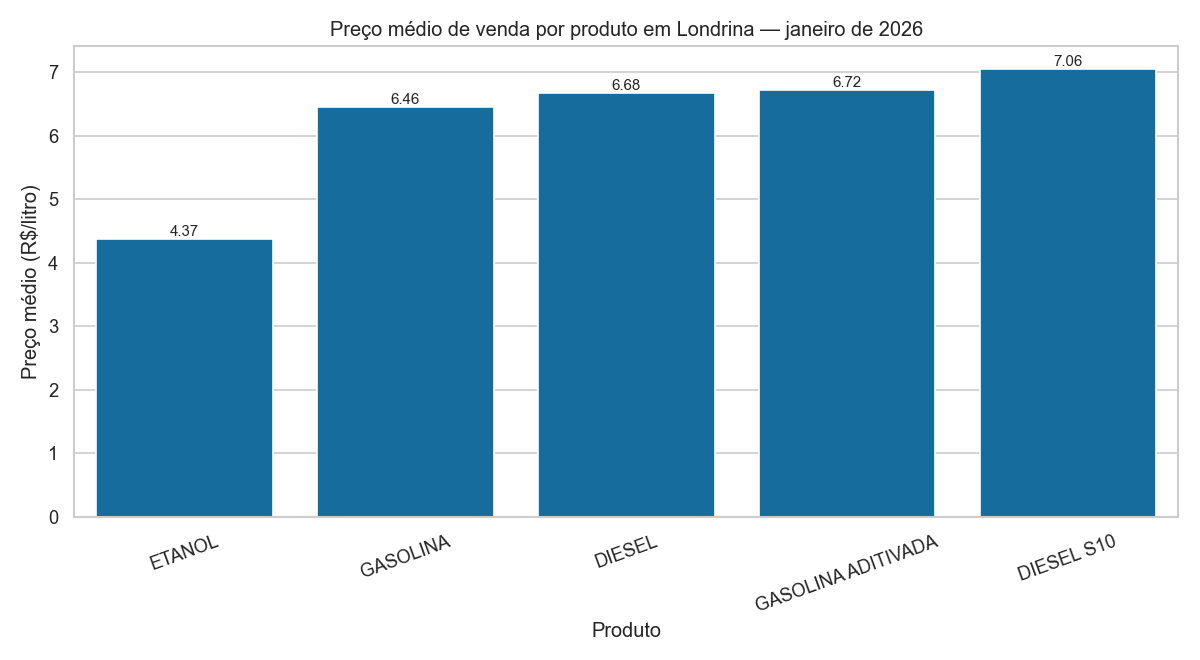 Preço médio de venda por produto em Londrina — janeiro de 2026
Preço médio (R$/litro)
7
6
5
4
3
2
1
0
4.37
6.46
6.68
6.72
7.06
ETANOL
GASOLINA
DIESEL
GASOLINA ADITIVADA
DIESEL S10
Produto